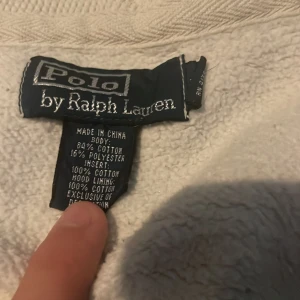 Polo
by Ralph Lauren
MADE IN CHINA
BODY:
84% COTTON
16% POLYESTER
INSERT:
100% COTTON
HOOD LINING:
100% COTTON
EXCLUSIVE OF